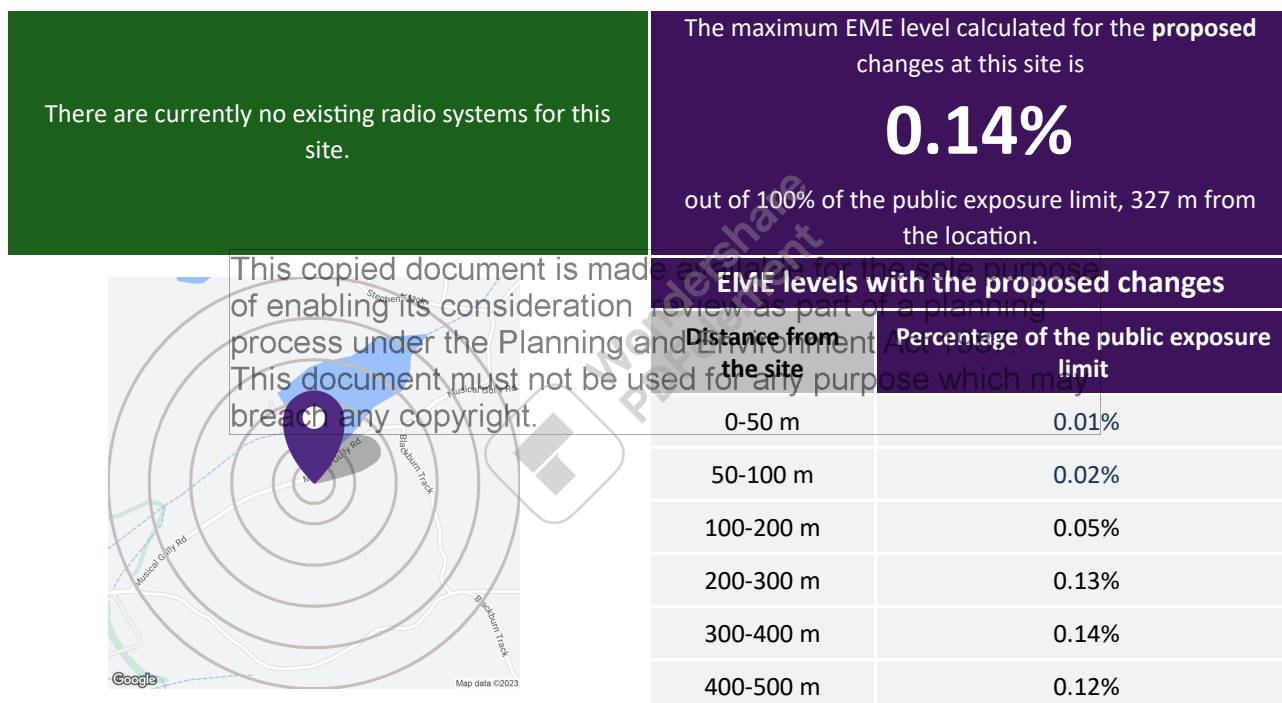 There are currently no existing radio systems for this
site.
The maximum EME level calculated for the proposed
changes at this site is
0.14%
out of 100% of the public exposure limit, 327 m from
the location.
This copied document is made available for the sole purpose
of enabling its consideration review as part of a planning
process under the Planning and Environment Act 1987.
This document must not be used for any purpose which may
breach any copyright.
Wondershare
PDFelement
EME levels with the proposed changes
Distance from
the site
Percentage of the public exposure
limit
0-50 m
0.01%
50-100 m
0.02%
100-200 m
0.05%
200-300 m
0.13%
300-400 m
0.14%
400-500 m
0.12%
Musical Gully Rd
Blackburn Track
Musical Gully Rd
Blackburn Track
Google
Map data ©2023